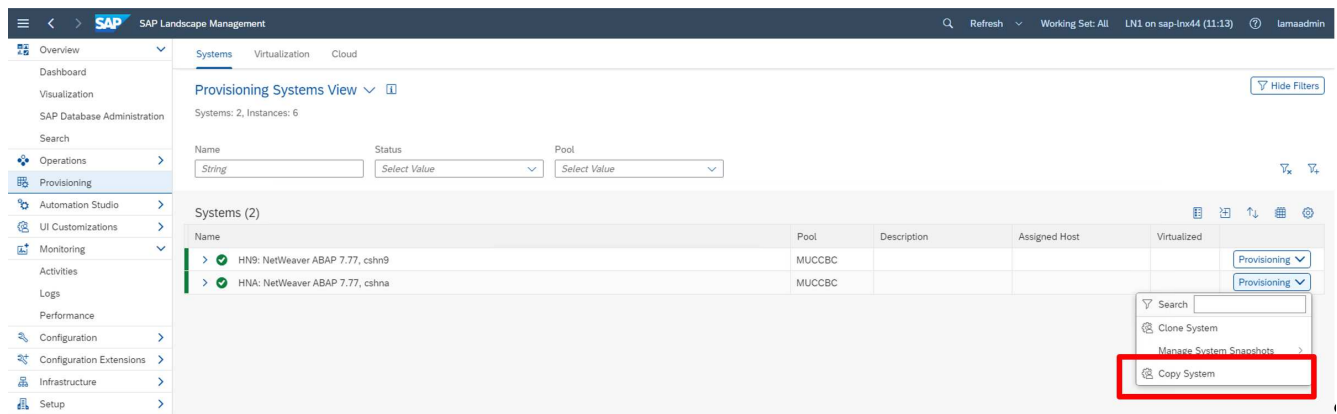 SAP SAP Landscape Management Refresh Working Set: All LN1 on sap-lnx44 (11:13) lamaadmin
Overview
Dashboard
Visualization
SAP Database Administration
Search
Operations
Provisioning
Automation Studio
UI Customizations
Monitoring
Activities
Logs
Performance
Configuration
Configuration Extensions
Infrastructure
Setup
Systems Virtualization Cloud
Provisioning Systems View
Hide Filters
Systems: 2, Instances: 6
Name Status Pool
String Select Value Select Value
Systems (2)
Name Pool Description Assigned Host Virtualized
HN9: NetWeaver ABAP 7.77, cshn9 MUCCBC Provisioning
HNA: NetWeaver ABAP 7.77, cshna MUCCBC Provisioning
Search
Clone System
Manage System Snapshots
Copy System